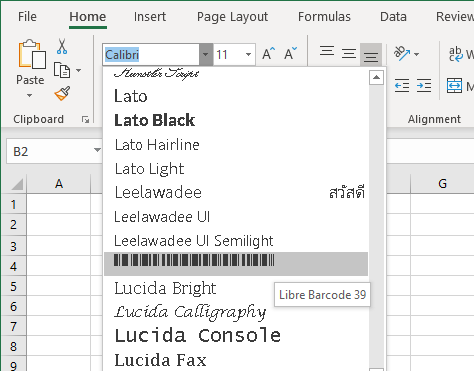 File Home Insert Page Layout Formulas Data Review
Calibri 11 A A
Paste
ab
c
W
M
Clipboard Alignment
Kunstler Script
Lato
Lato Black
Lato Hairline
Lato Light
Leelawadee สวัสดี
Leelawadee UI
Leelawadee UI Semilight
Libre Barcode 39
Lucida Bright
Lucida Calligraphy
Lucida Console
Lucida Fax
B2
A G
1
2
3
4
5
6
7
8
9